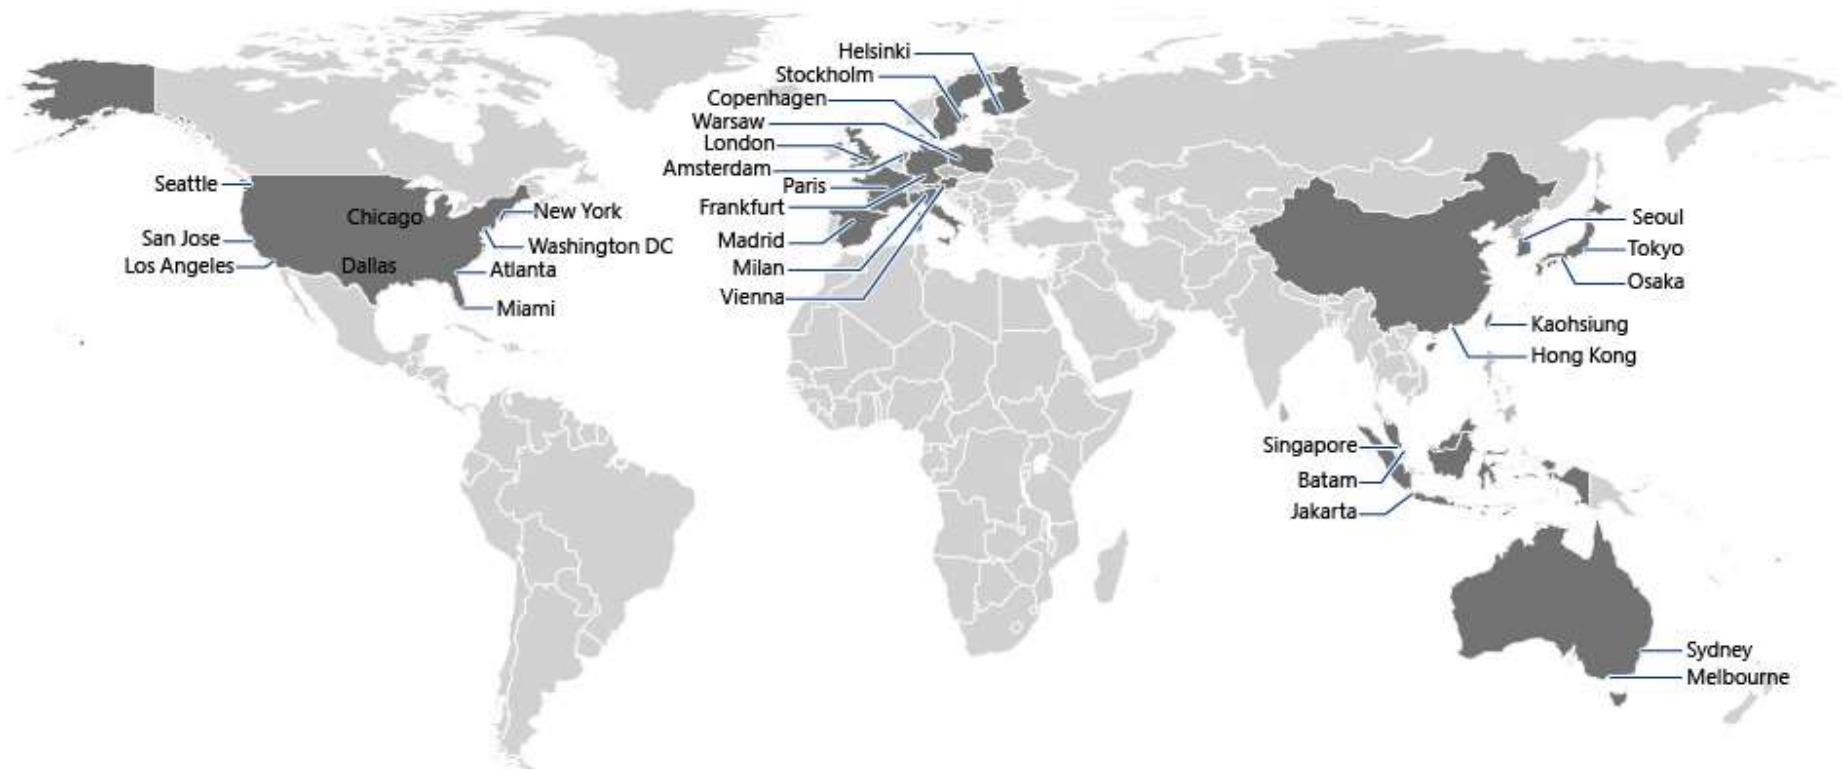 Helsinki
Stockholm
Copenhagen
Warsaw
London
Amsterdam
Paris
Frankfurt
Madrid
Milan
Vienna
Seattle
Chicago
New York
San Jose
Washington DC
Los Angeles
Dallas
Atlanta
Miami
Seoul
Tokyo
Osaka
Kaohsiung
Hong Kong
Singapore
Batam
Jakarta
Sydney
Melbourne